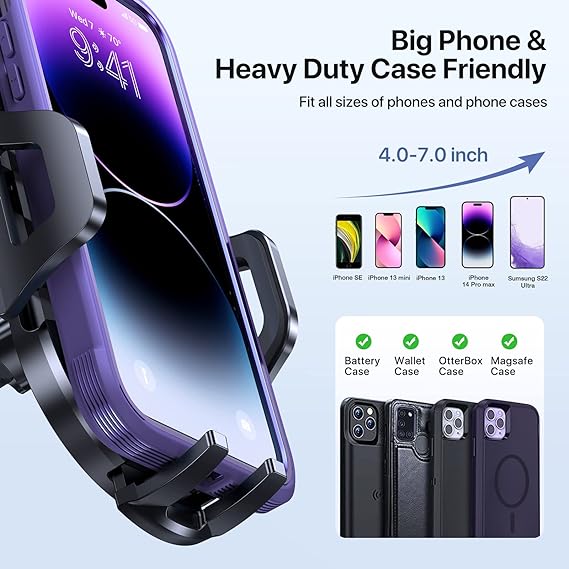 Wed 7 70°
9:41
Big Phone &
Heavy Duty Case Friendly
Fit all sizes of phones and phone cases
4.0-7.0 inch
iPhone SE
iPhone 13 mini
iPhone 13
iPhone
14 Pro max
Sumsung S22
Ultra
Battery
Case
Wallet
Case
OtterBox
Case
Magsafe
Case